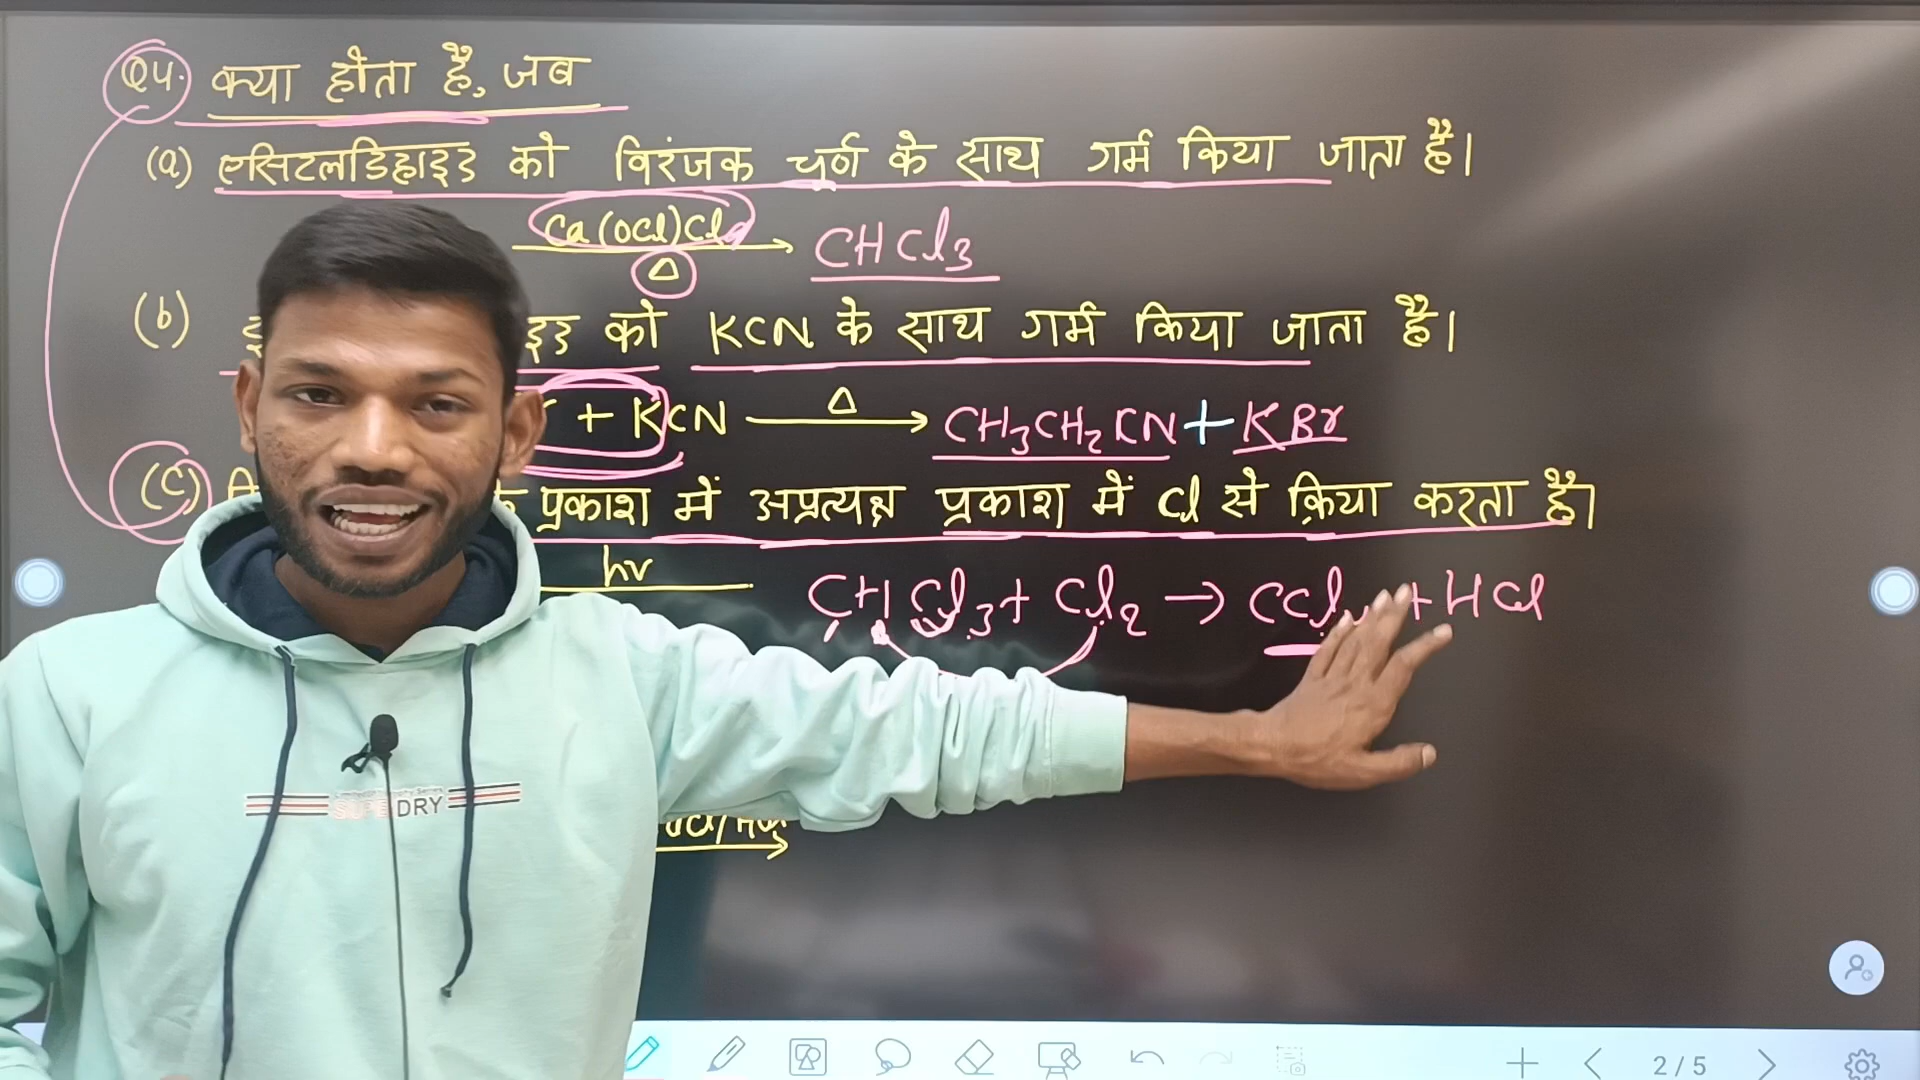 Q4. क्या होता है, जब
(a) एसिटलडिहाइड को विरंजक चूर्ण के साथ गर्म किया जाता है।
Ca(OCl)Cl
Δ
CHCl3
(b) इड को KCN के साथ गर्म किया जाता है।
+ KCN Δ CH3CH2CN + KBr
(C) प्रकाश में अप्रत्यक्ष प्रकाश में Cl से क्रिया करता है।
hv
CHCl3 + Cl2 → CCl + HCl
DRY
2/5